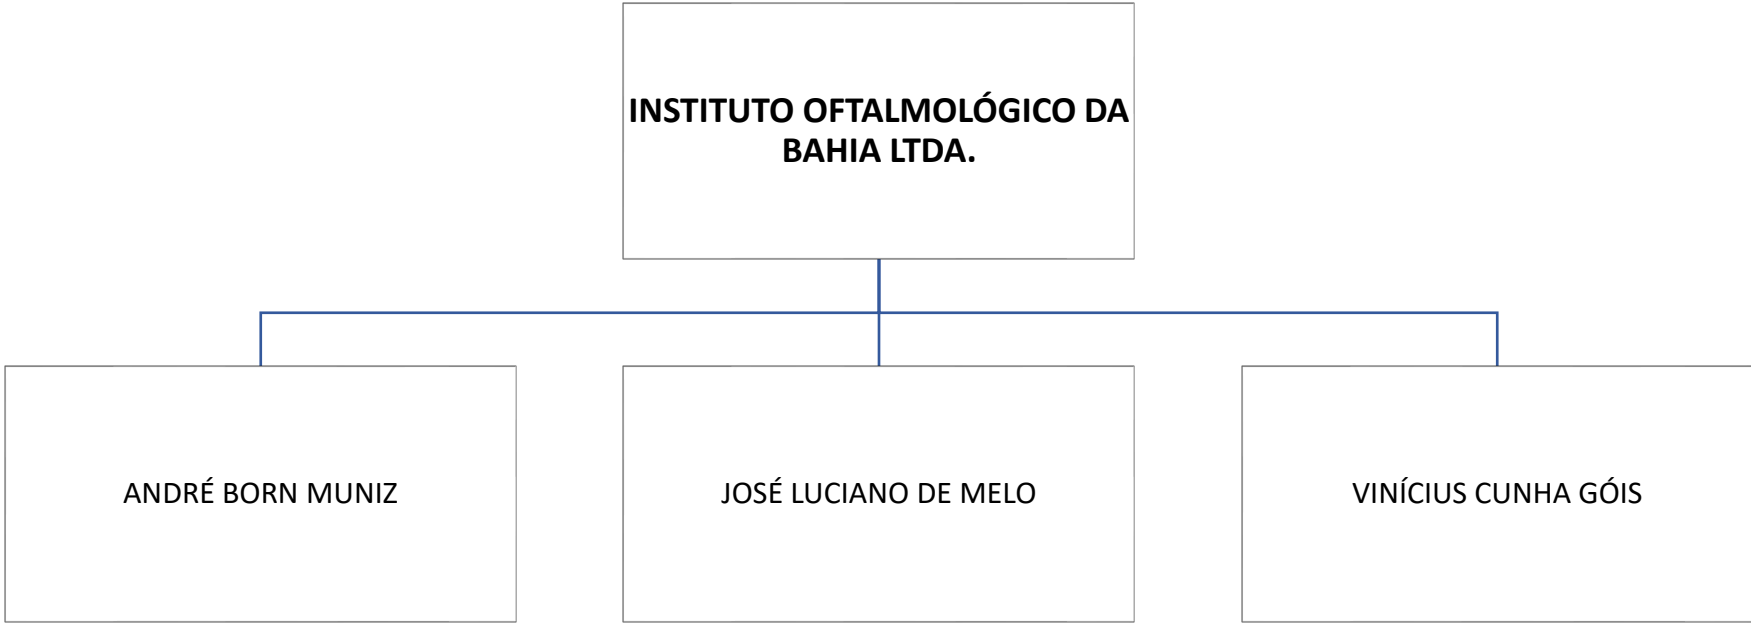 INSTITUTO OFTALMOLÓGICO DA
BAHIA LTDA.
ANDRÉ BORN MUNIZ
JOSÉ LUCIANO DE MELO
VINÍCIUS CUNHA GÓIS